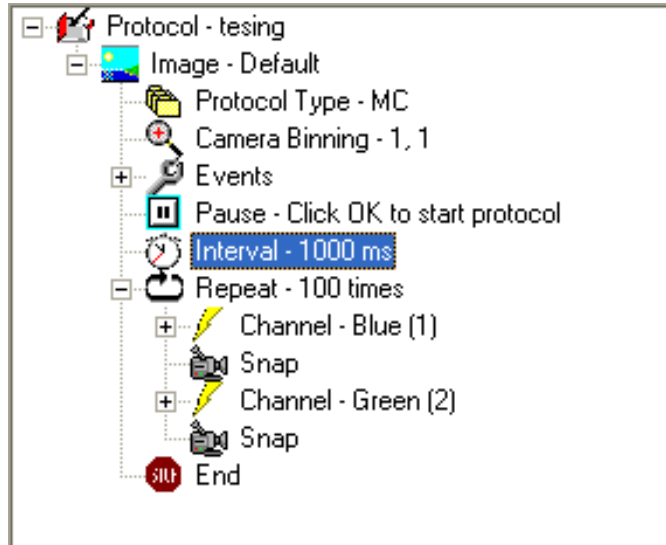 Protocol - tesing
Image - Default
Protocol Type - MC
Camera Binning - 1, 1
Events
Pause - Click OK to start protocol
Interval - 1000 ms
Repeat - 100 times
Channel - Blue (1)
Snap
Channel - Green (2)
Snap
End